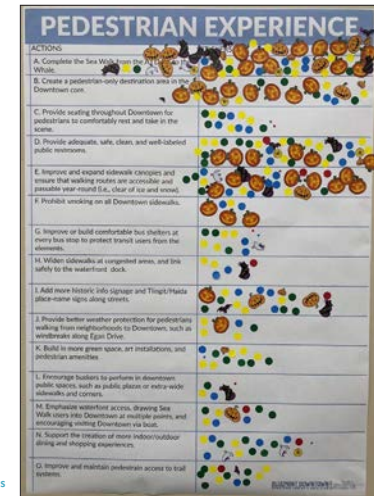 PEDESTRIAN EXPERIENCE
ACTIONS
A. Complete the Sea Walk from the
Whale.
B. Create a pedestrian-only destination area in the
Downtown core.
C. Provide seating throughout Downtown for
pedestrians to comfortably rest and take in the
scene.
D. Provide adequate, safe, clean, and well-labeled
public restrooms.
E. Improve and expand sidewalk canopies and
ensure that walking routes are accessible and
passable year-round (i.e., clear of ice and snow).
F. Prohibit smoking on all Downtown sidewalks.
G. Improve or build comfortable bus shelters at
every bus stop to protect transit users from the
elements.
H. Widen sidewalks at congested areas, and link
safely to the waterfront dock.
I. Add more historic info signage and Tlingit/Haida
place-name signs along streets.
J. Provide better weather protection for pedestrians
walking from neighborhoods to Downtown, such as
windbreaks along Egan Drive.
K. Build in more green space, art installations, and
pedestrian amenities.
L. Encourage buskers to perform in downtown
public spaces, such as public plazas or extra-wide
sidewalks and corners.
M. Emphasize waterfront access, drawing Sea
Walk users into Downtown at multiple points, and
encouraging visiting Downtown via boat.
N. Support the creation of more indoor/outdoor
dining and shopping experiences.
O. Improve and maintain pedestrain access to trail
systems.
s